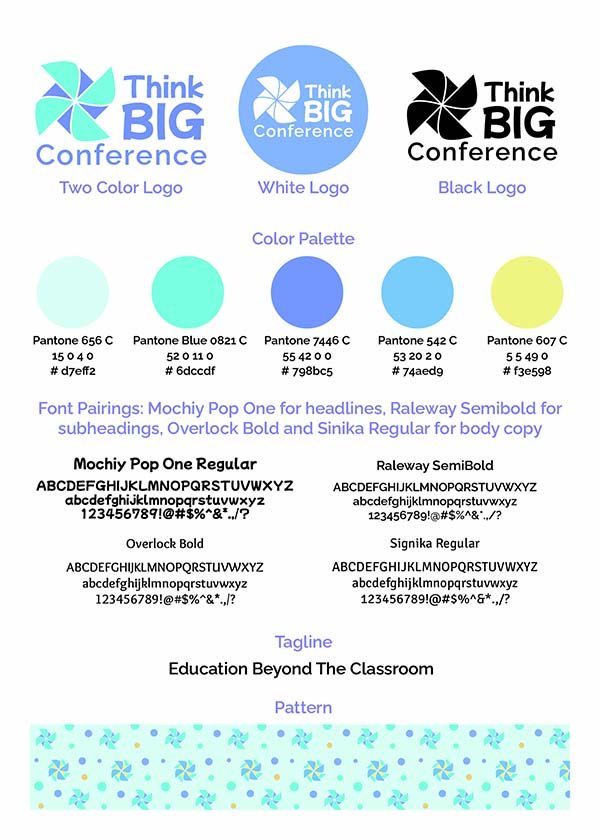 Think
BIG
Conference
Two Color Logo
Think
BIG
Conference
White Logo
Think
BIG
Conference
Black Logo
Color Palette
Pantone 656 C
15 0 4 0
# d7eff2
Pantone Blue 0821 C
52 0 11 0
# 6dccdf
Pantone 7446 C
55 42 0 0
# 798bc5
Pantone 542 C
53 20 2 0
# 74aed9
Pantone 607 C
5 5 49 0
# f3e598
Font Pairings: Mochiy Pop One for headlines, Raleway Semibold for
subheadings, Overlock Bold and Sinika Regular for body copy
Mochiy Pop One Regular
ABCDEFGHIJKLMNOPQRSTUVWXYZ
abcdefghijklmnopqrstuvwxyz
123456789!@#$%^&*.,/?
Raleway SemiBold
ABCDEFGHIJKLMNOPQRSTUVWXYZ
abcdefghijklmnopqrstuvwxyz
123456789!@#$%^&*.,/?
Overlock Bold
ABCDEFGHIJKLMNOPQRSTUVWXYZ
abcdefghijklmnopqrstuvwxyz
123456789!@#$%^&*.,/?
Signika Regular
ABCDEFGHIJKLMNOPQRSTUVWXYZ
abcdefghijklmnopqrstuvwxyz
123456789!@#$%^&*.,/?
Tagline
Education Beyond The Classroom
Pattern